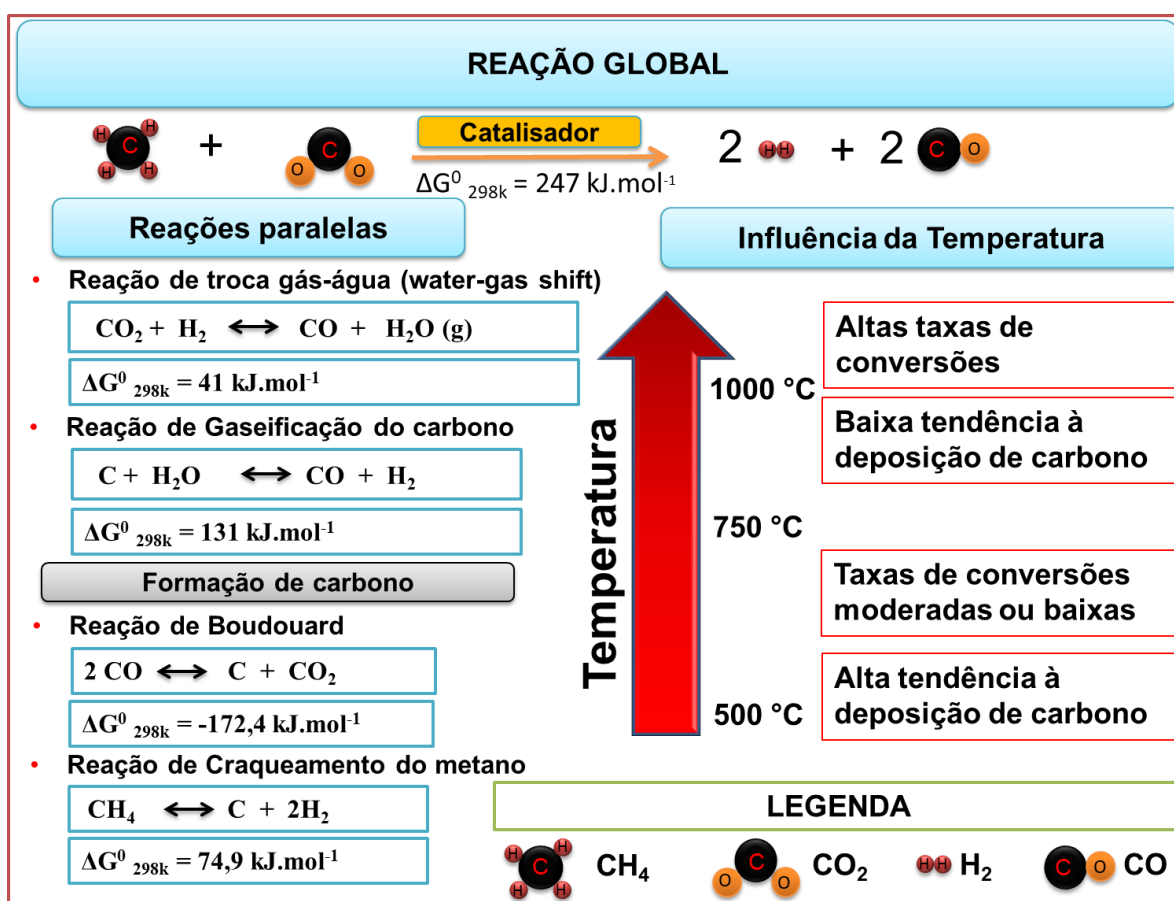 REAÇÃO GLOBAL
H H H H C + C O O Catalisador 2 HH + 2 C O
ΔG⁰ ₂₉₈ₖ = 247 kJ.mol⁻¹
Reações paralelas
• Reação de troca gás-água (water-gas shift)
CO₂ + H₂ ⟷ CO + H₂O (g)
ΔG⁰ ₂₉₈ₖ = 41 kJ.mol⁻¹
• Reação de Gaseificação do carbono
C + H₂O ⟷ CO + H₂
ΔG⁰ ₂₉₈ₖ = 131 kJ.mol⁻¹
Formação de carbono
• Reação de Boudouard
2 CO ⟷ C + CO₂
ΔG⁰ ₂₉₈ₖ = -172,4 kJ.mol⁻¹
• Reação de Craqueamento do metano
CH₄ ⟷ C + 2H₂
ΔG⁰ ₂₉₈ₖ = 74,9 kJ.mol⁻¹
Influência da Temperatura
Temperatura
1000 °C
750 °C
500 °C
Altas taxas de
conversões
Baixa tendência à
deposição de carbono
Taxas de conversões
moderadas ou baixas
Alta tendência à
deposição de carbono
LEGENDA
H H H H C CH₄ C O O CO₂ HH H₂ C O CO